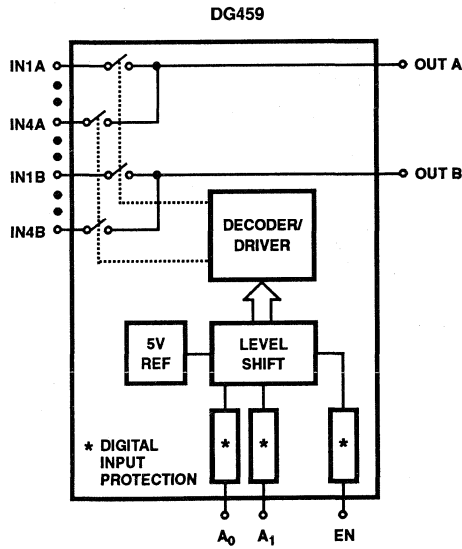 DG459
IN1A
OUT A
IN4A
IN1B
OUT B
IN4B
DECODER/
DRIVER
5V
REF
LEVEL
SHIFT
* DIGITAL
INPUT
PROTECTION
*
*
*
A0
A1
EN